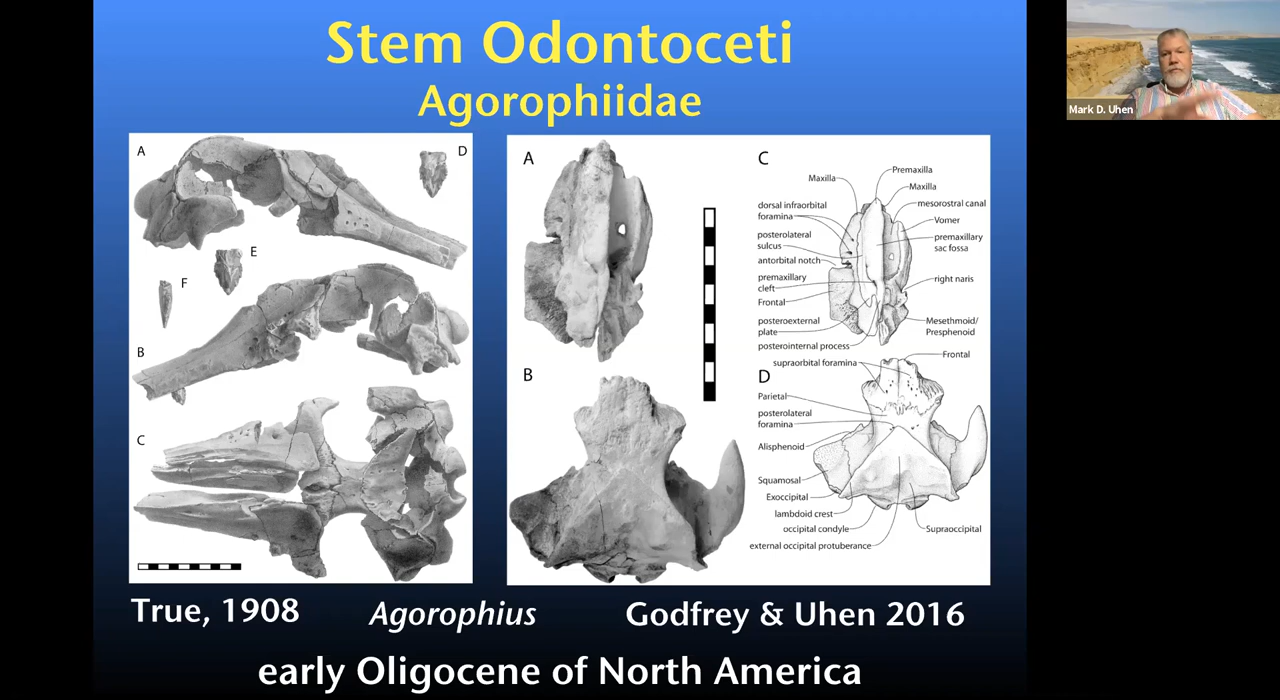 Stem Odontoceti
Agorophiidae
A
D
E
F
B
C
A
B
C
Maxilla
Premaxilla
Maxilla
dorsal infraorbital
foramina
mesorostral canal
Vomer
posterolateral
sulcus
premaxillary
sac fossa
antorbital notch
premaxillary
cleft
right naris
Frontal
posteroexternal
plate
Mesethmoid/
Presphenoid
posterointernal process
supraorbital foramina
Frontal
D
Parietal
posterolateral
foramina
Alisphenoid
Squamosal
Exoccipital
lambdoid crest
occipital condyle
Supraoccipital
external occipital protuberance
True, 1908
Agorophius
Godfrey & Uhen 2016
early Oligocene of North America
Mark D. Uhen